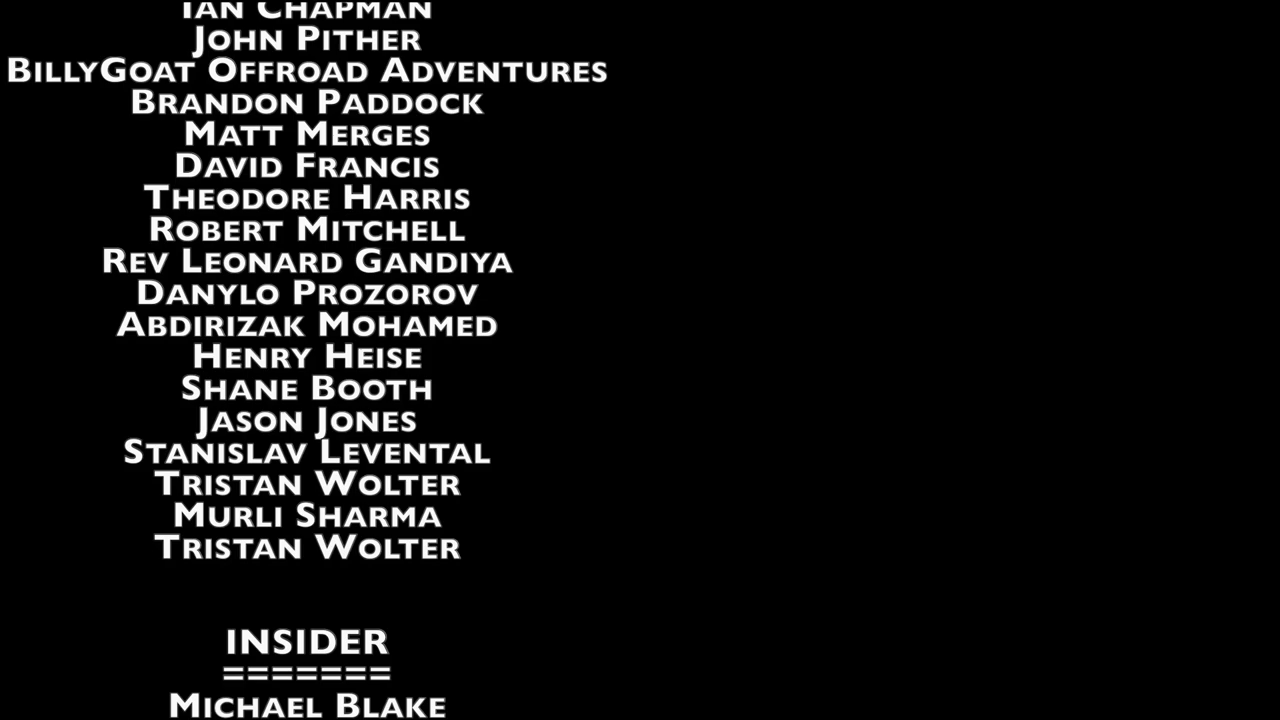 Ian Chapman
John Pither
BillyGoat Offroad Adventures
Brandon Paddock
Matt Merges
David Francis
Theodore Harris
Robert Mitchell
Rev Leonard Gandiya
Danylo Prozorov
Abdirizak Mohamed
Henry Heise
Shane Booth
Jason Jones
Stanislav Levental
Tristan Wolter
Murli Sharma
Tristan Wolter
INSIDER
=======
Michael Blake